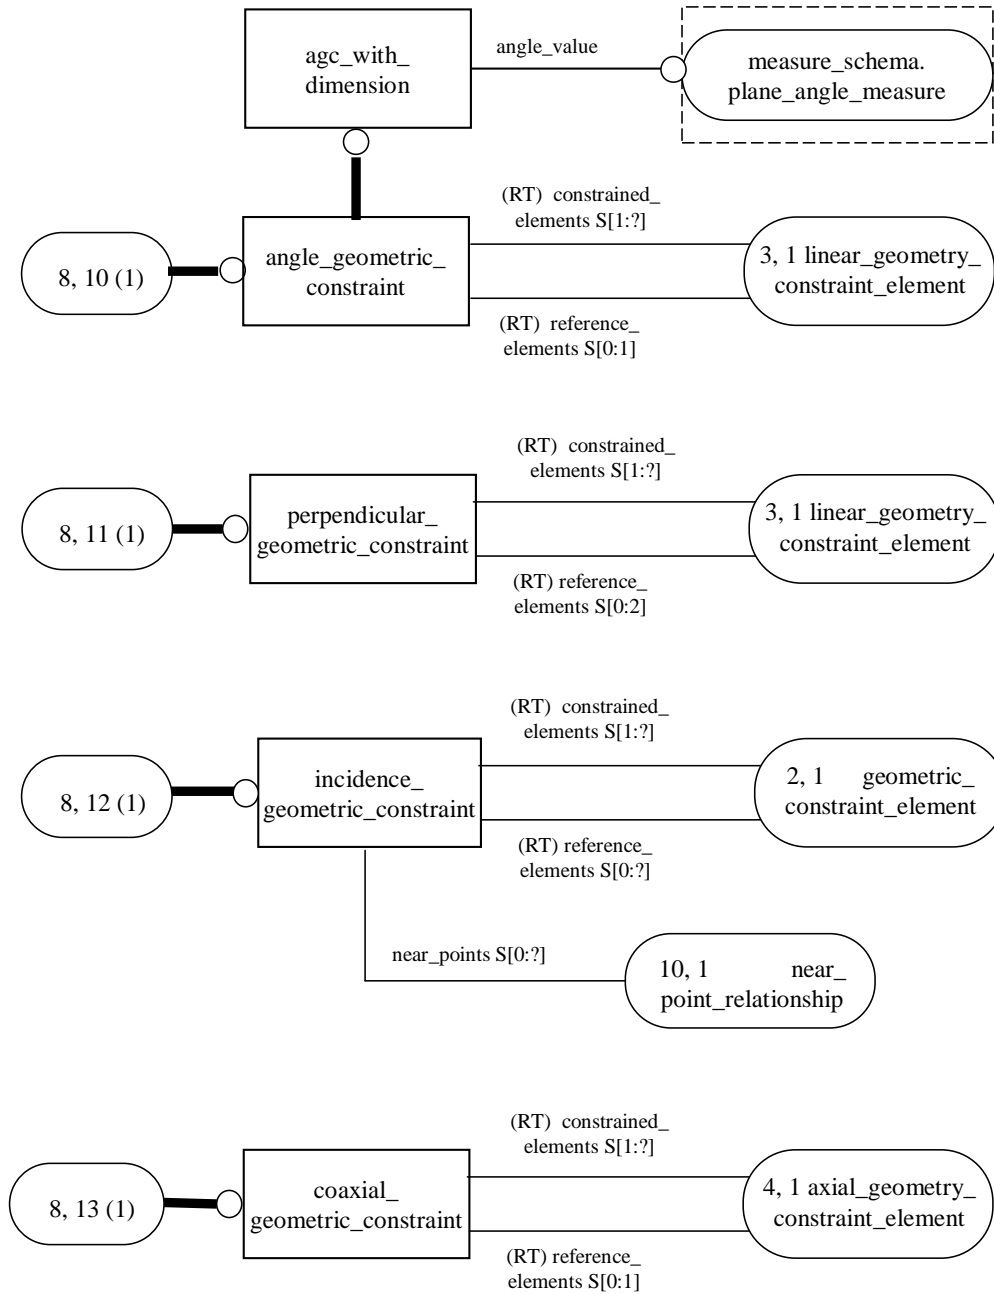 agc_with_
dimension
angle_value
measure_schema.
plane_angle_measure
(RT) constrained_
elements S[1:?]
8, 10 (1)
angle_geometric_
constraint
3, 1 linear_geometry_
constraint_element
(RT) reference_
elements S[0:1]
(RT) constrained_
elements S[1:?]
8, 11 (1)
perpendicular_
geometric_constraint
3, 1 linear_geometry_
constraint_element
(RT) reference_
elements S[0:2]
(RT) constrained_
elements S[1:?]
8, 12 (1)
incidence_
geometric_constraint
2, 1 geometric_
constraint_element
(RT) reference_
elements S[0:?]
near_points S[0:?]
10, 1 near_
point_relationship
(RT) constrained_
elements S[1:?]
8, 13 (1)
coaxial_
geometric_constraint
4, 1 axial_geometry_
constraint_element
(RT) reference_
elements S[0:1]